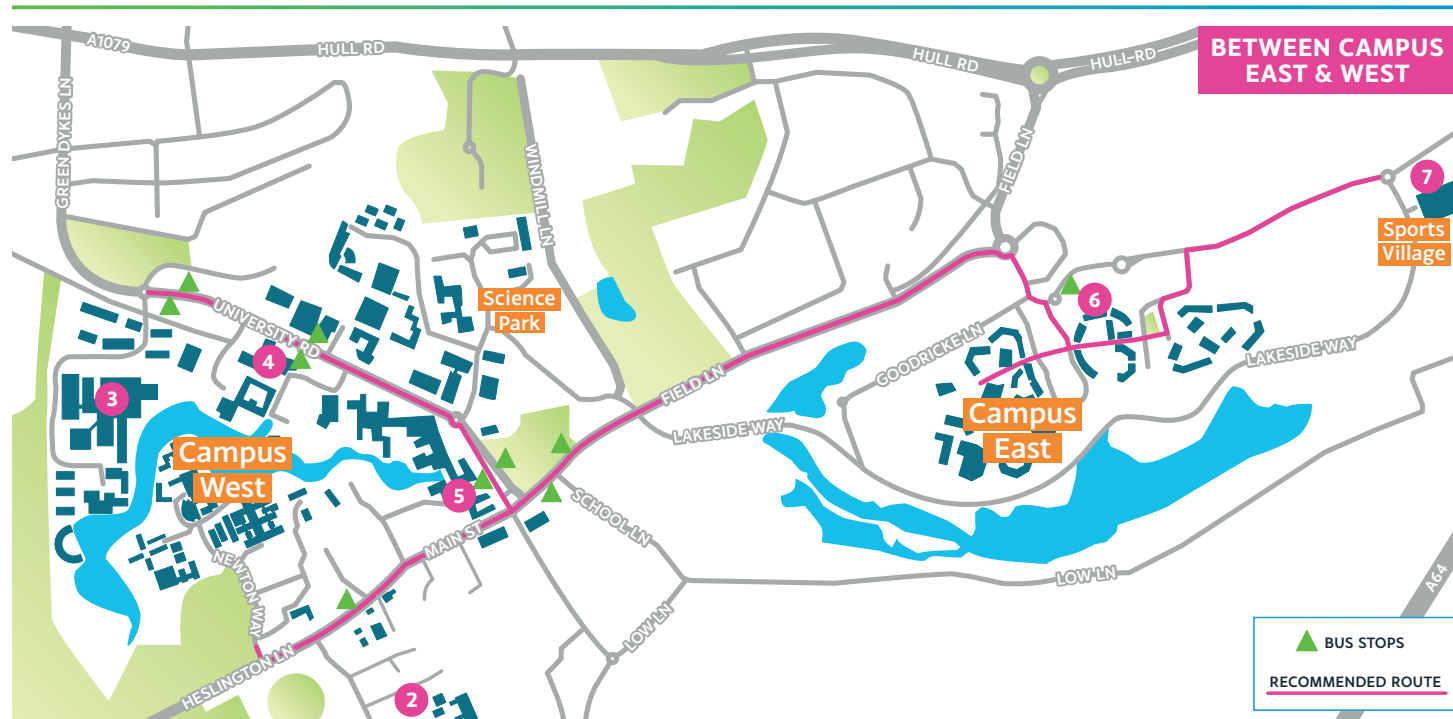 A1079
HULL RD
HULL RD
HULL-RD
BETWEEN CAMPUS
EAST & WEST
GREEN DYKES LN
WINDMILL LN
FIELD LN
7
Sports
Village
UNIVERSITY RD
Science
Park
6
4
3
GOODRICKE LN
LAKESIDE WAY
FIELD LN
LAKESIDE WAY
Campus
East
Campus
West
5
SCHOOL LN
MAIN ST
NEWTON WAY
LOW LN
A64
LOW LN
HESLINGTON LN
2
BUS STOPS
RECOMMENDED ROUTE